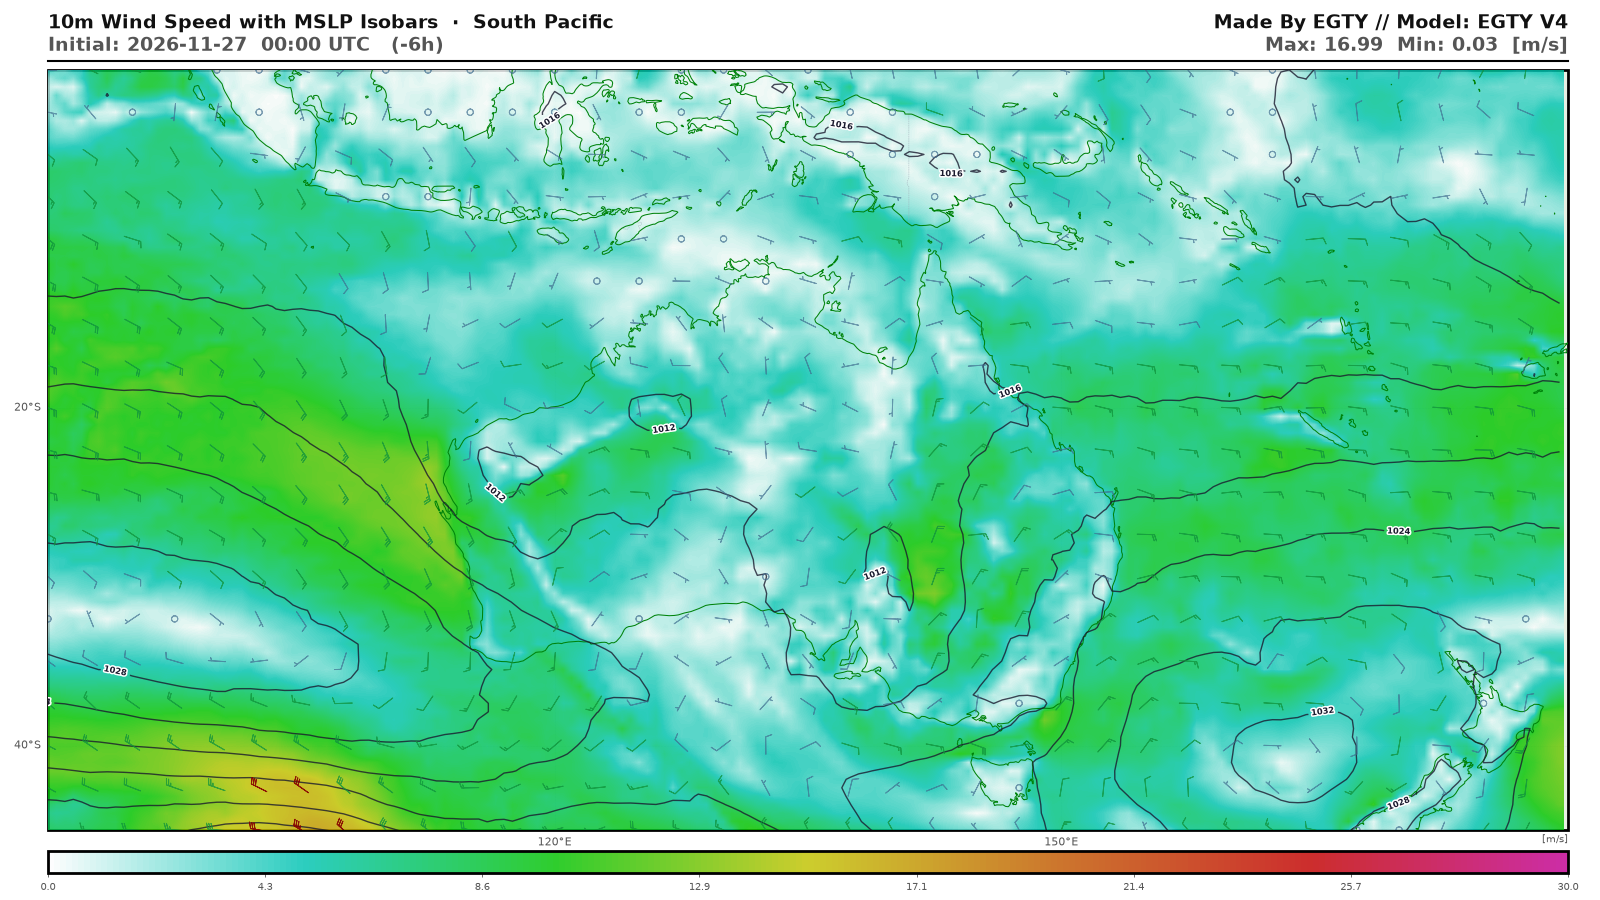 10m Wind Speed with MSLP Isobars · South Pacific
Made By EGTY // Model: EGTY V4
Initial: 2026-11-27 00:00 UTC (-6h)
Max: 16.99 Min: 0.03 [m/s]
1016
1016
1016
1016
20°S
1012
1012
1024
1012
1028
1032
40°S
1028
120°E
150°E
[m/s]
0.0
4.3
8.6
12.9
17.1
21.4
25.7
30.0